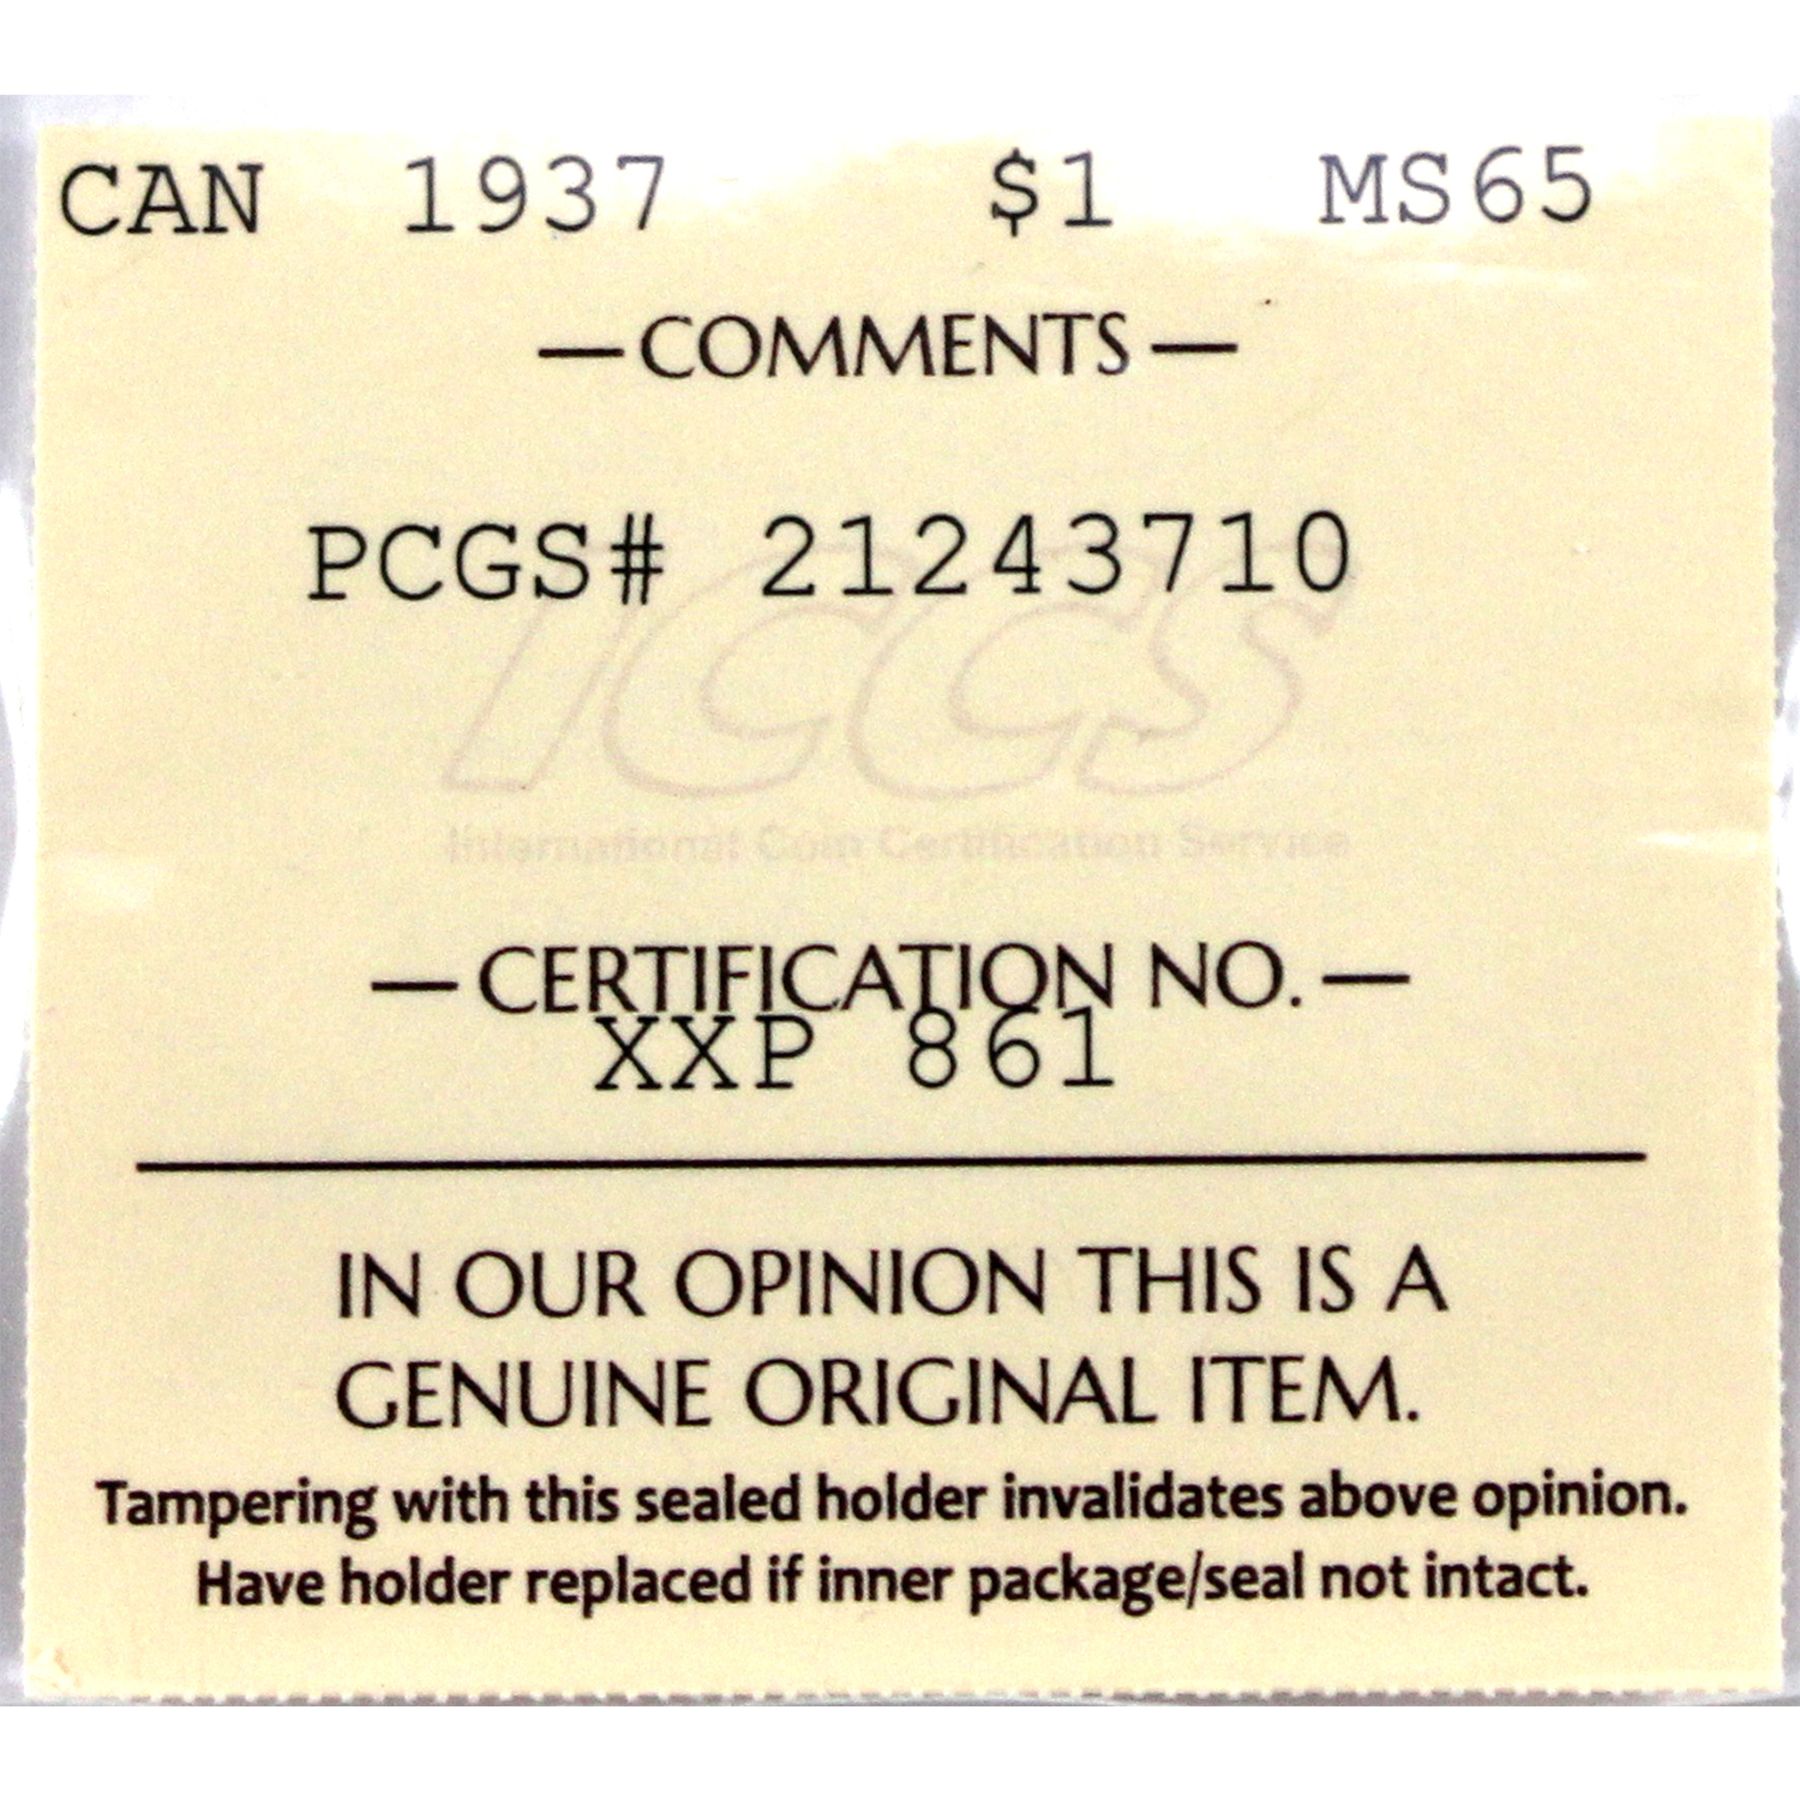 CAN 1937 $1 MS65
—COMMENTS—
PCGS# 21243710
ICCS
International Coin Certification Service
—CERTIFICATION NO.—
XXP 861
IN OUR OPINION THIS IS A
GENUINE ORIGINAL ITEM.
Tampering with this sealed holder invalidates above opinion.
Have holder replaced if inner package/seal not intact.